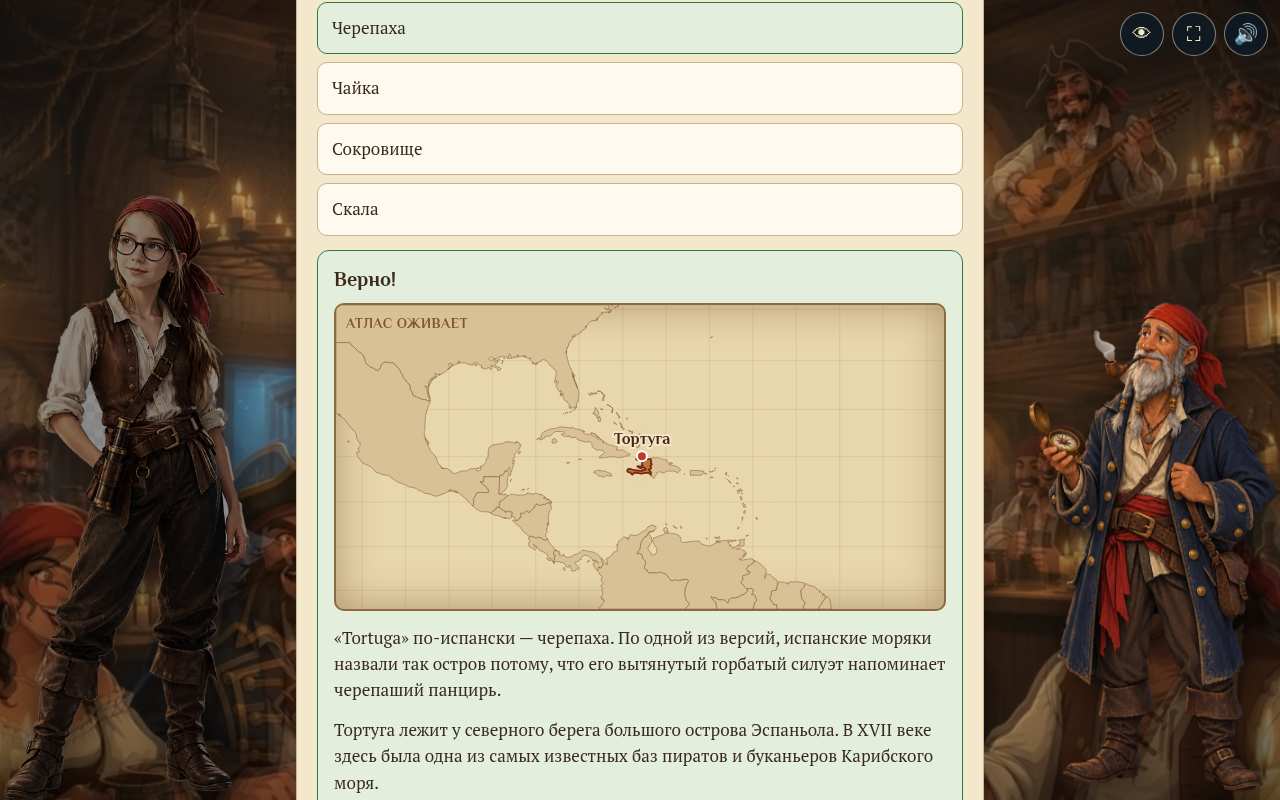 Черепаха
Чайка
Сокровище
Скала
Верно!
АТЛАС ОЖИВАЕТ
Тортуга
«Tortuga» по-испански — черепаха. По одной из версий, испанские моряки
назвали так остров потому, что его вытянутый горбатый силуэт напоминает
черепаший панцирь.
Тортуга лежит у северного берега большого острова Эспаньола. В XVII веке
здесь была одна из самых известных баз пиратов и буканьеров Карибского
моря.